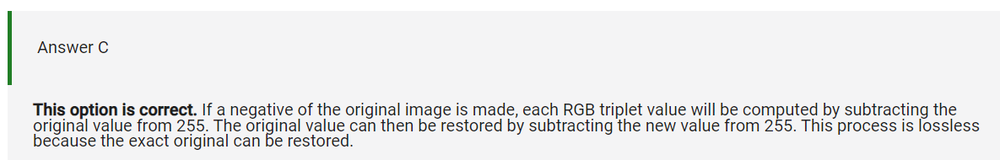 Answer C
This option is correct. If a negative of the original image is made, each RGB triplet value will be computed by subtracting the
original value from 255. The original value can then be restored by subtracting the new value from 255. This process is lossless
because the exact original can be restored.